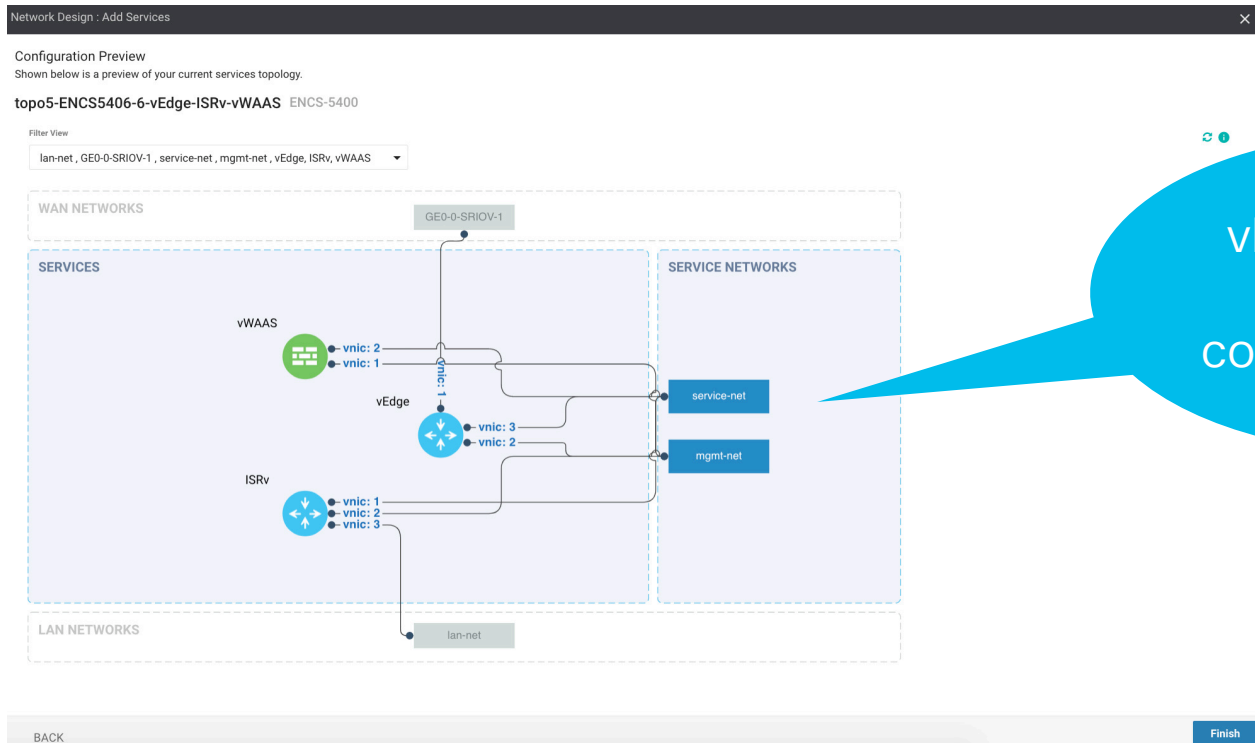 Network Design : Add Services
Configuration Preview
Shown below is a preview of your current services topology.
topo5-ENCS5406-6-vEdge-ISRv-vWAAS ENCS-5400
Filter View
lan-net , GE0-0-SRIOV-1 , service-net , mgmt-net , vEdge, ISRv, vWAAS
WAN NETWORKS
GE0-0-SRIOV-1
SERVICES
SERVICE NETWORKS
vWAAS
vnic: 2
vnic: 1
vnic: 1
vEdge
vnic: 3
vnic: 2
service-net
mgmt-net
ISRv
vnic: 1
vnic: 2
vnic: 3
LAN NETWORKS
lan-net
BACK
Finish